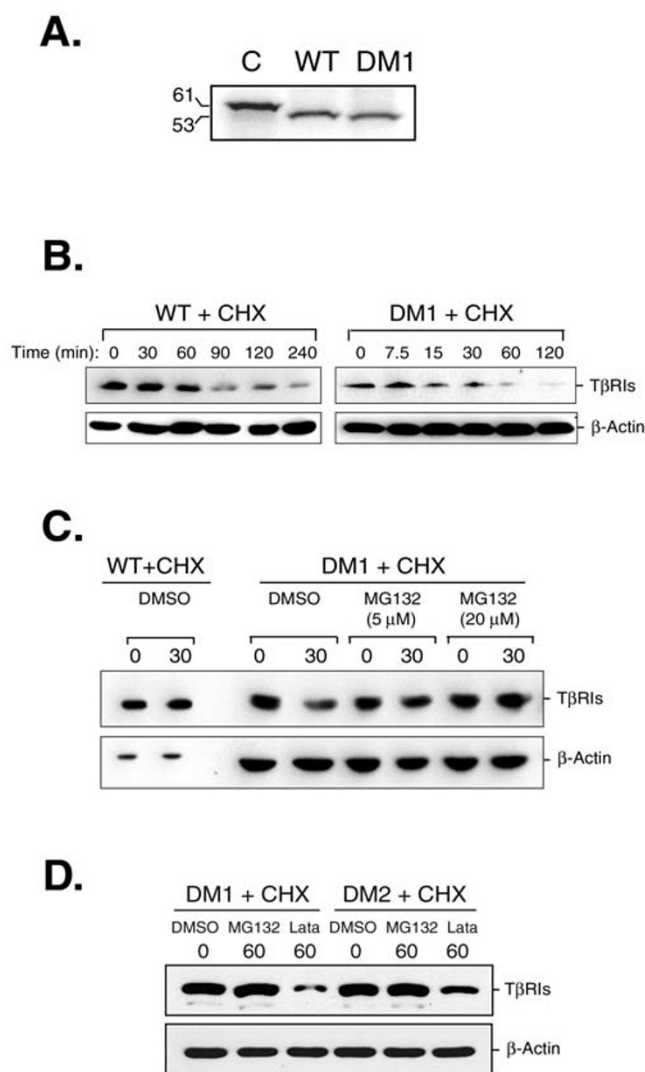 A.
C WT DM1
61
53
B.
WT + CHX DM1 + CHX
Time (min): 0 30 60 90 120 240 0 7.5 15 30 60 120
TβRIs
β-Actin
C.
WT+CHX DM1 + CHX
DMSO DMSO MG132 MG132
(5 μM) (20 μM)
0 30 0 30 0 30 0 30
TβRIs
β-Actin
D.
DM1 + CHX DM2 + CHX
DMSO MG132 Lata DMSO MG132 Lata
0 60 60 0 60 60
TβRIs
β-Actin